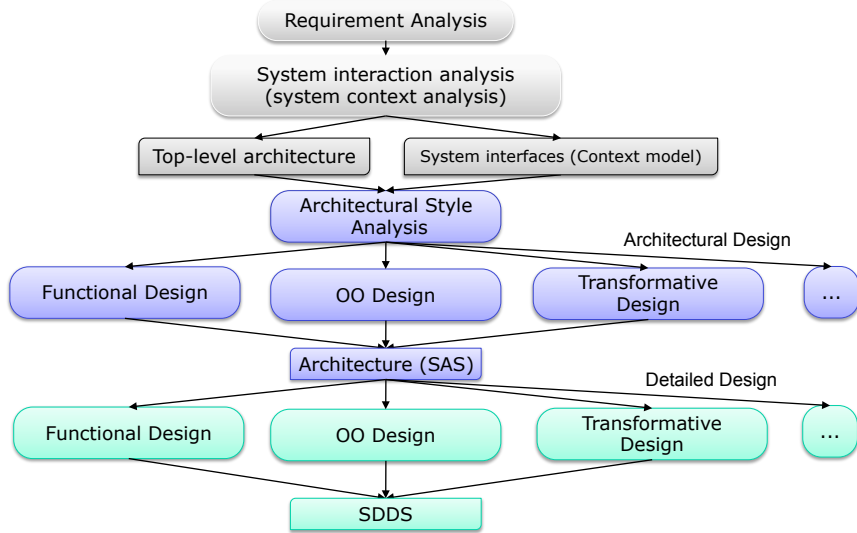 Requirement Analysis
System interaction analysis
(system context analysis)
Top-level architecture
System interfaces (Context model)
Architectural Style
Analysis
Architectural Design
Functional Design
OO Design
Transformative
Design
...
Architecture (SAS)
Detailed Design
Functional Design
OO Design
Transformative
Design
...
SDDS